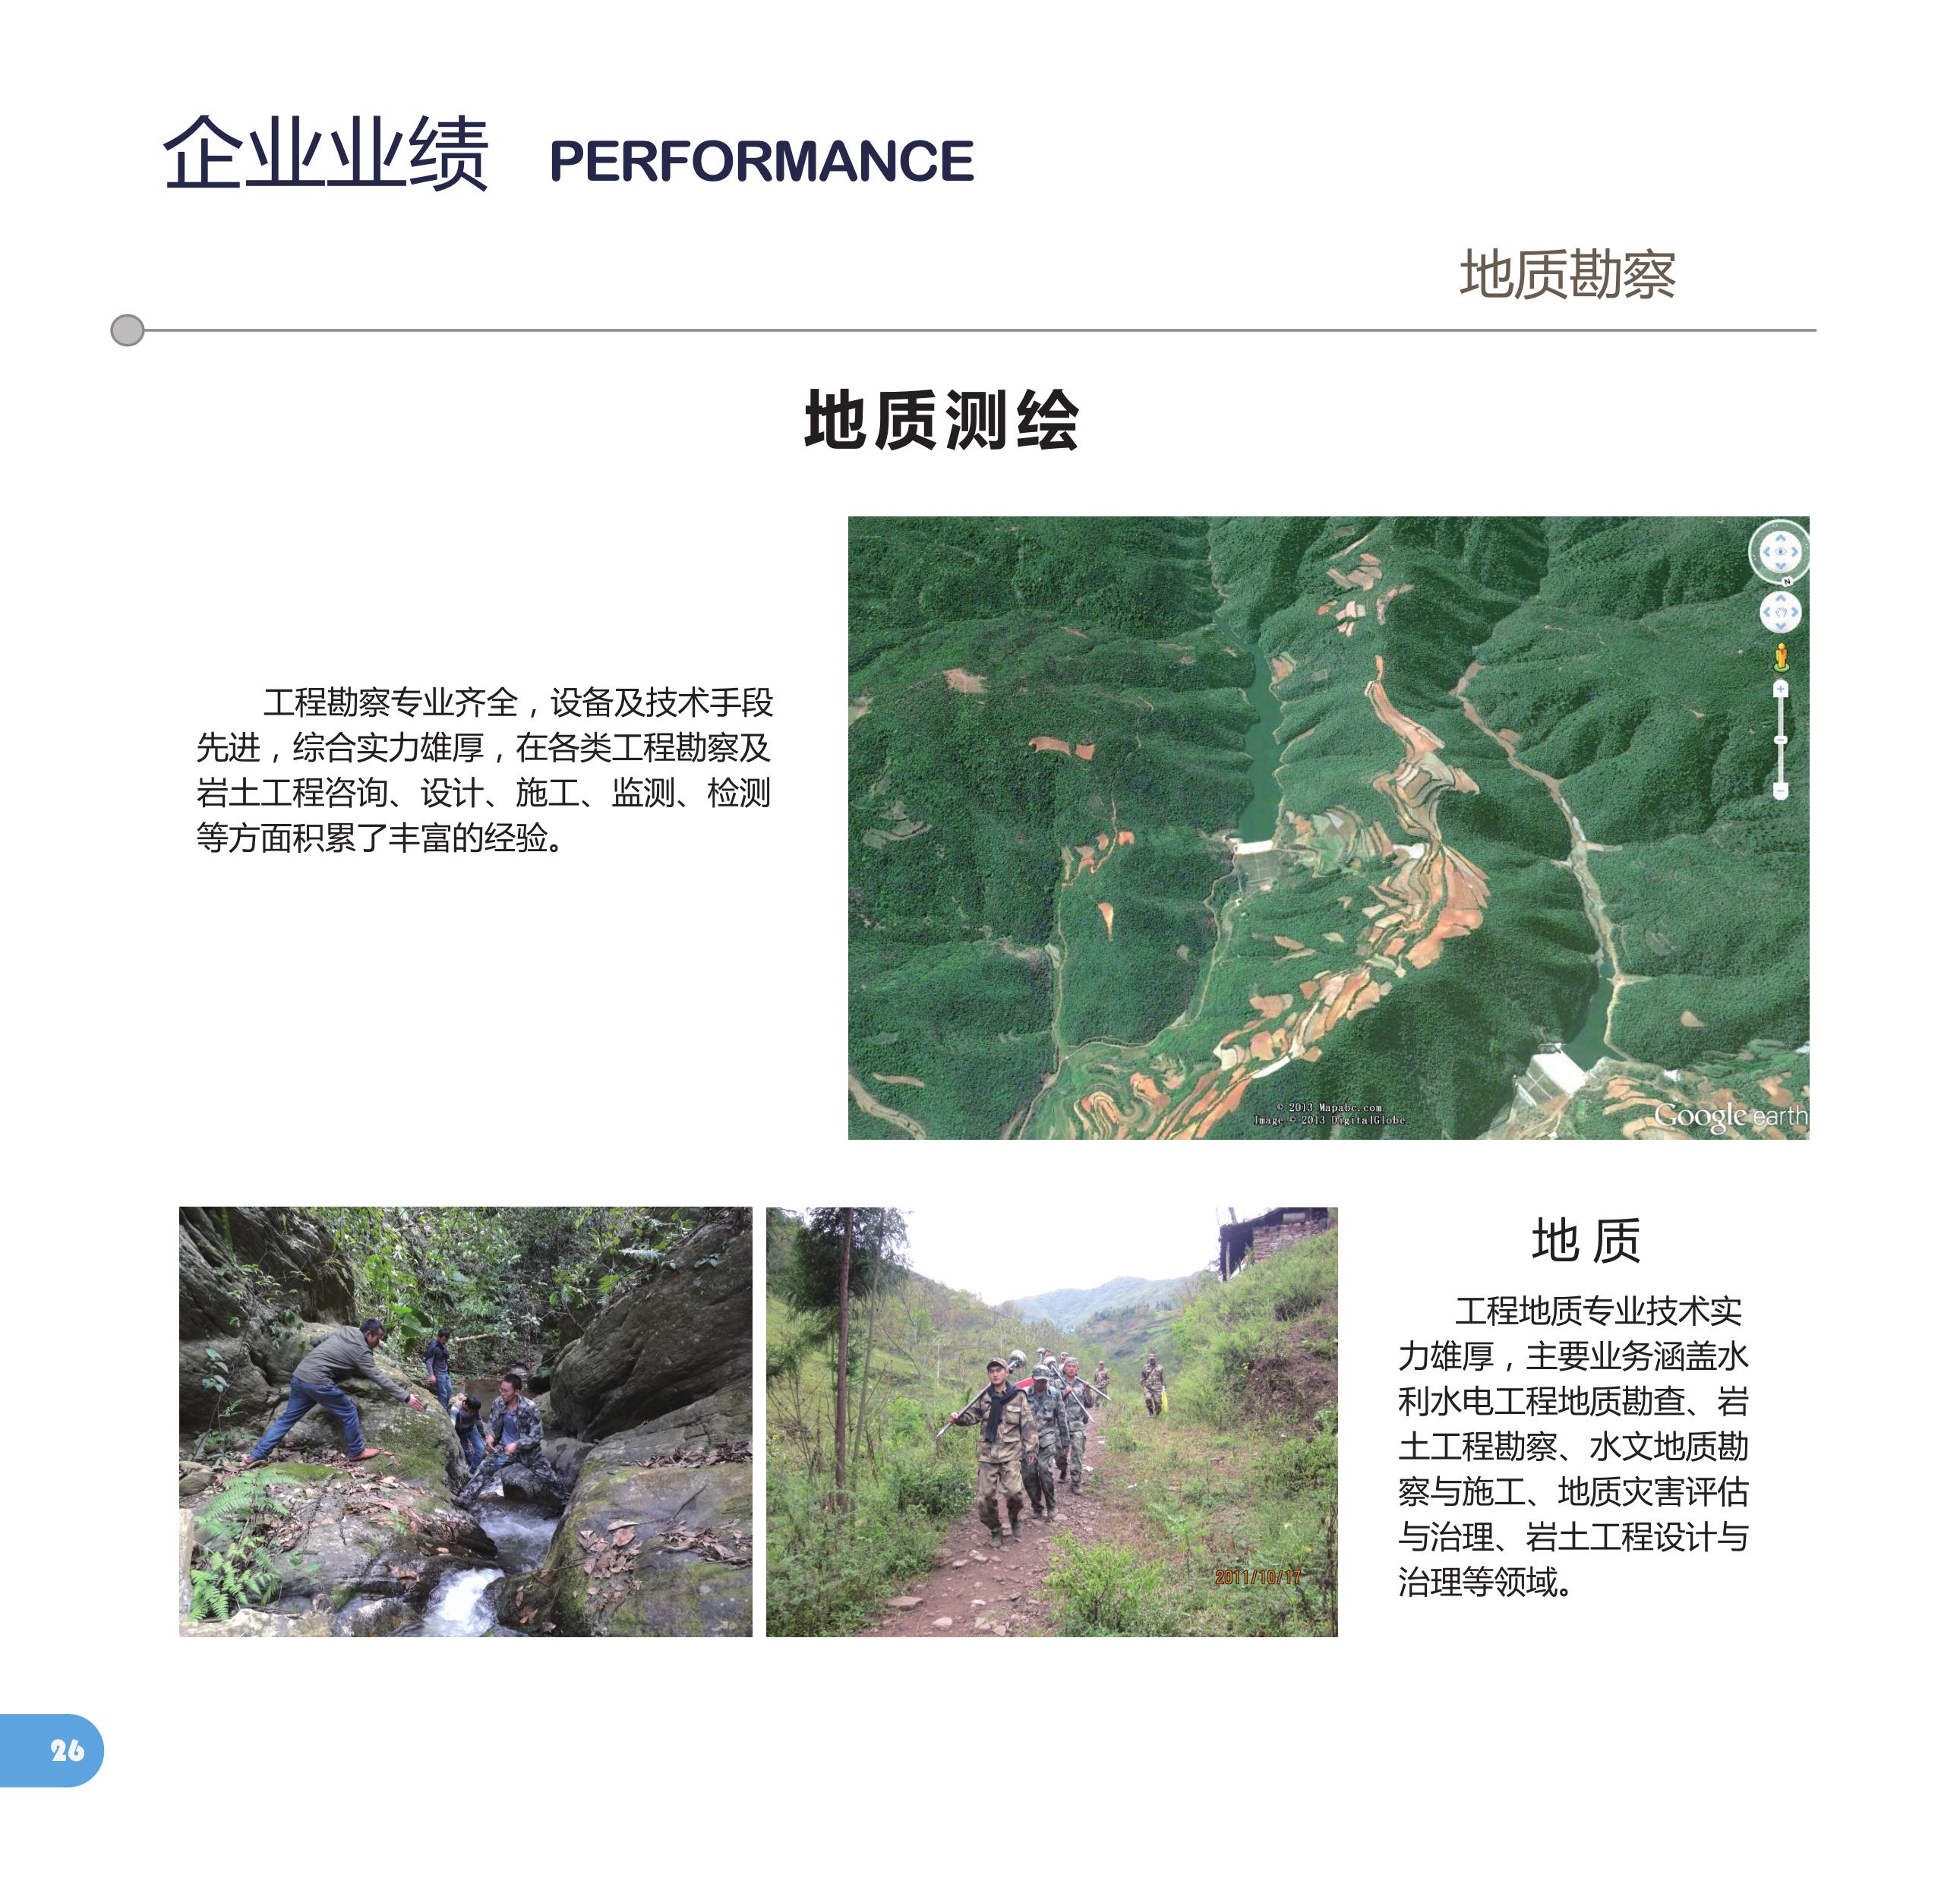 企业业绩 PERFORMANCE
地质勘察
地质测绘
工程勘察专业齐全，设备及技术手段
先进，综合实力雄厚，在各类工程勘察及
岩土工程咨询、设计、施工、监测、检测
等方面积累了丰富的经验。
N
© 2013 Mapabc.com
Image © 2013 DigitalGlobe
Google earth
地质
工程地质专业技术实
力雄厚，主要业务涵盖水
利水电工程地质勘查、岩
土工程勘察、水文地质勘
察与施工、地质灾害评估
与治理、岩土工程设计与
治理等领域。
2011/10/17
26